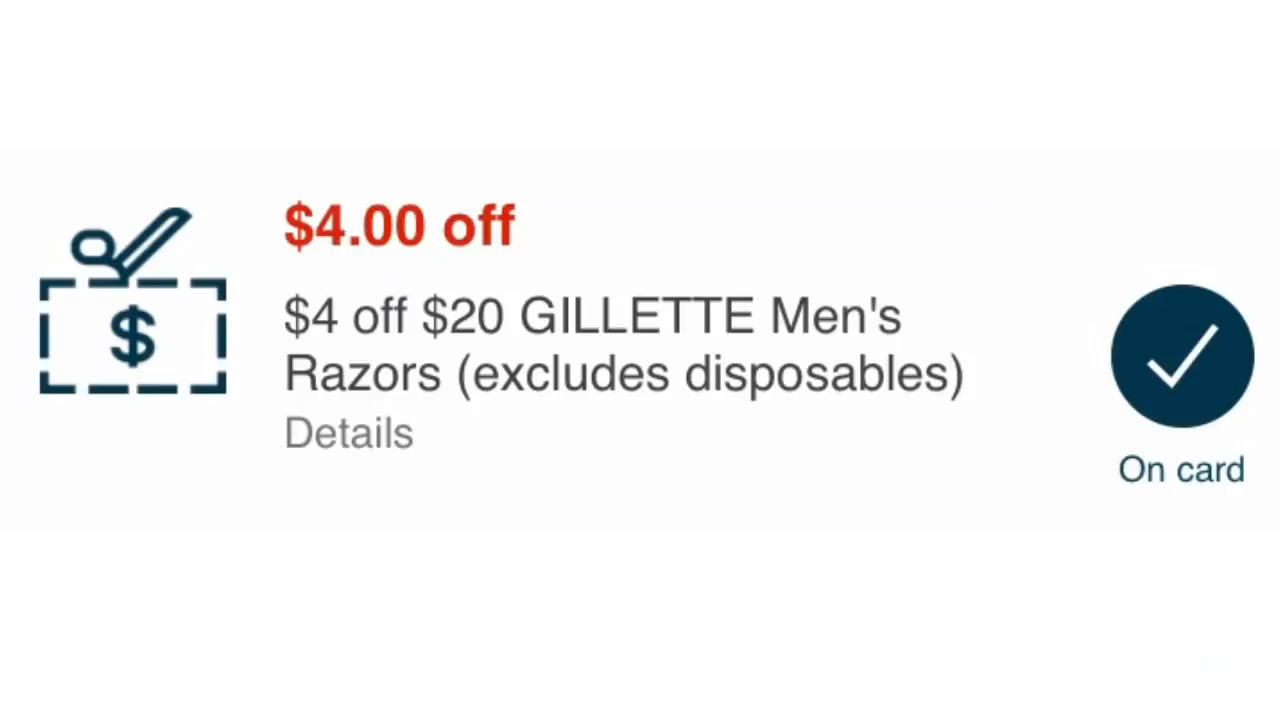 $4.00 off
$
$4 off $20 GILLETTE Men's
Razors (excludes disposables)
Details
On card